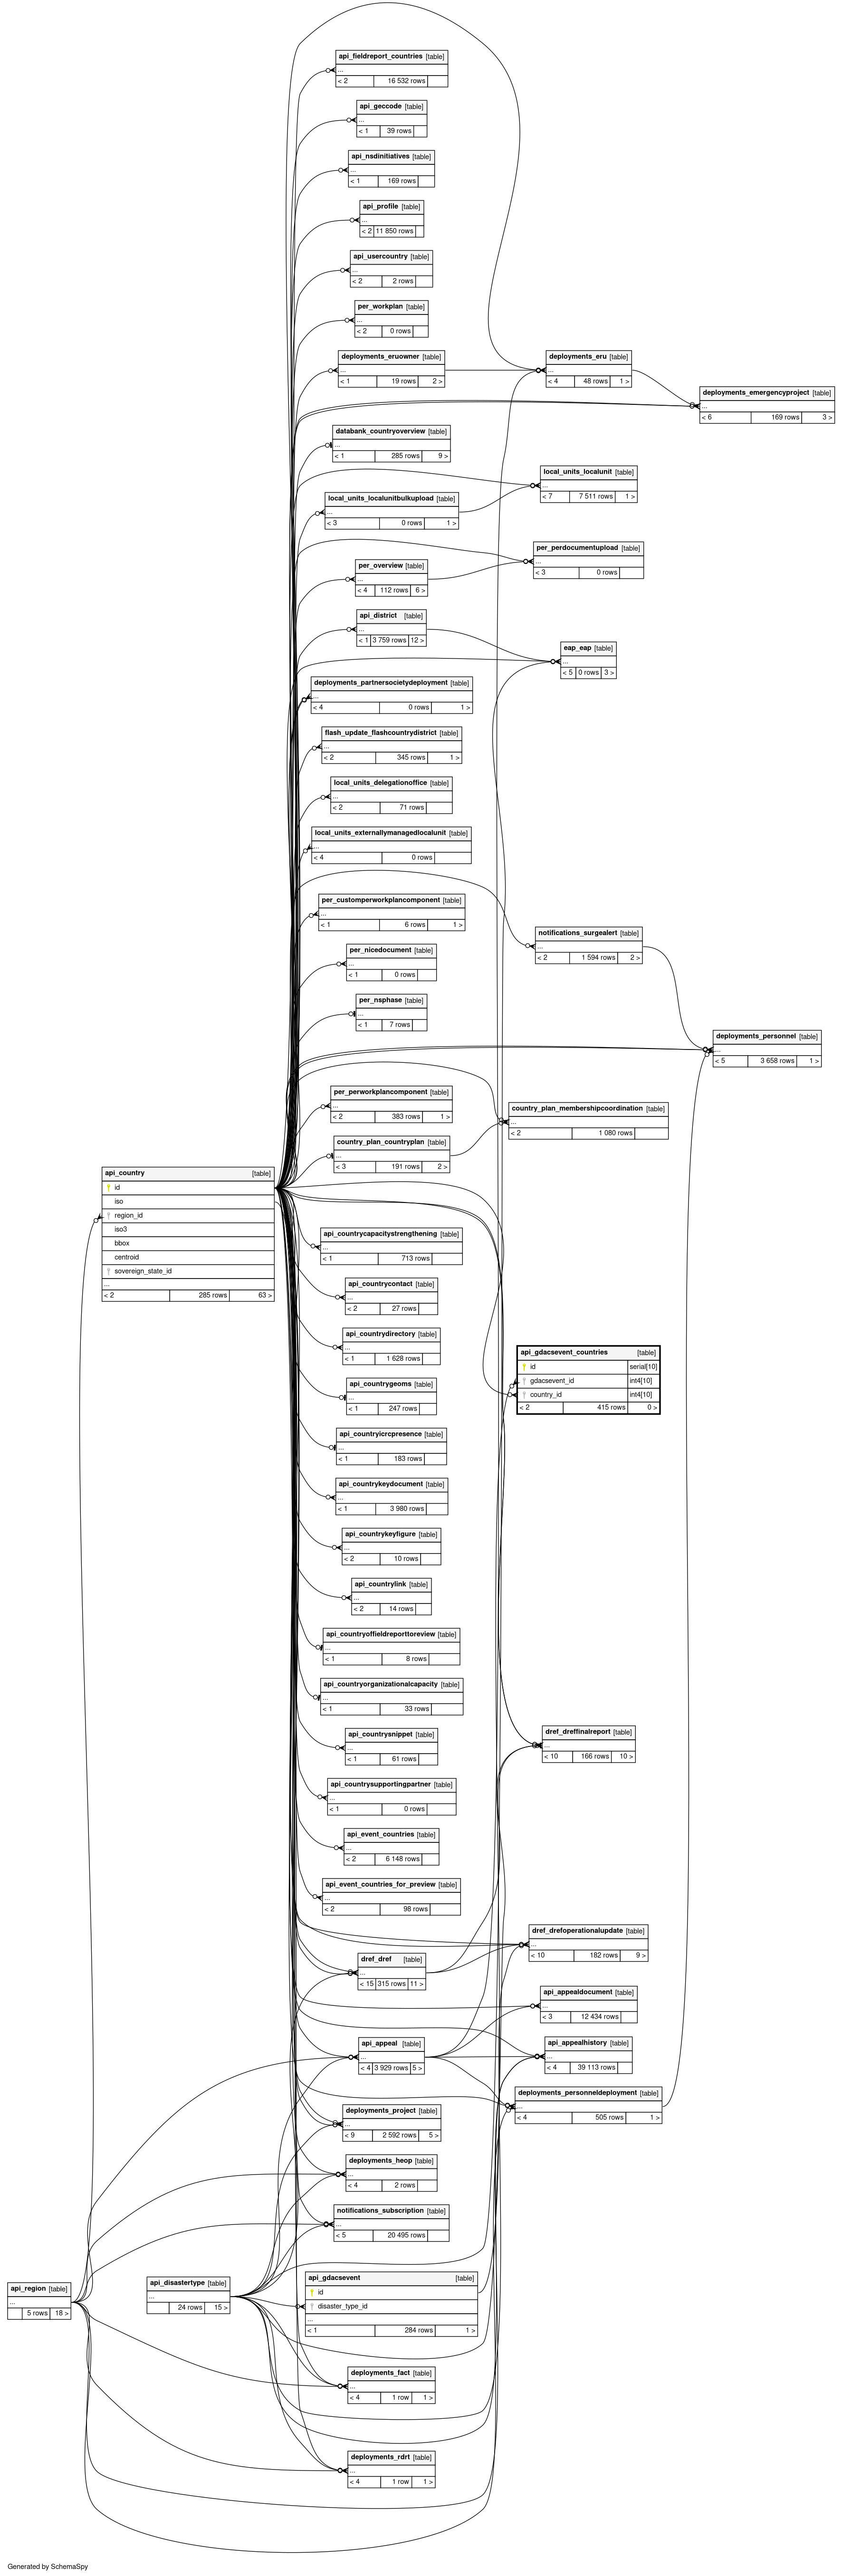 api_fieldreport_countries [table]
...
< 2 16 532 rows
api_geccode [table]
...
< 1 39 rows
api_nsdinitiatives [table]
...
< 1 169 rows
api_profile [table]
...
< 2 11 850 rows
api_usercountry [table]
...
< 2 2 rows
per_workplan [table]
...
< 2 0 rows
deployments_eruowner [table]
...
< 1 19 rows 2 >
deployments_eru [table]
...
< 4 48 rows 1 >
deployments_emergencyproject [table]
...
< 6 169 rows 3 >
databank_countryoverview [table]
...
< 1 285 rows 9 >
local_units_localunit [table]
...
< 7 7 511 rows 1 >
local_units_localunitbulkupload [table]
...
< 3 0 rows 1 >
per_perdocumentupload [table]
...
< 3 0 rows
per_overview [table]
...
< 4 112 rows 6 >
api_district [table]
...
< 1 3 759 rows 12 >
eap_eap [table]
...
< 5 0 rows 3 >
deployments_partnersocietydeployment [table]
...
< 4 0 rows 1 >
flash_update_flashcountrydistrict [table]
...
< 2 345 rows 1 >
local_units_delegationoffice [table]
...
< 2 71 rows
local_units_externallymanagedlocalunit [table]
...
< 4 0 rows
per_customperworkplancomponent [table]
...
< 1 6 rows 1 >
notifications_surgealert [table]
...
< 2 1 594 rows 2 >
per_nicedocument [table]
...
< 1 0 rows
per_nsphase [table]
...
< 1 7 rows
deployments_personnel [table]
...
< 5 3 658 rows 1 >
per_perworkplancomponent [table]
...
< 2 383 rows 1 >
country_plan_membershipcoordination [table]
...
< 2 1 080 rows
country_plan_countryplan [table]
...
< 3 191 rows 2 >
api_country [table]
id
iso
region_id
iso3
bbox
centroid
sovereign_state_id
...
< 2 285 rows 63 >
api_countrycapacitystrengthening [table]
...
< 1 713 rows
api_countrycontact [table]
...
< 2 27 rows
api_countrydirectory [table]
...
< 1 1 628 rows
api_gdacsevent_countries [table]
id serial[10]
gdacsevent_id int4[10]
country_id int4[10]
< 2 415 rows 0 >
api_countrygeoms [table]
...
< 1 247 rows
api_countryicrcpresence [table]
...
< 1 183 rows
api_countrykeydocument [table]
...
< 1 3 980 rows
api_countrykeyfigure [table]
...
< 2 10 rows
api_countrylink [table]
...
< 2 14 rows
api_countryoffieldreporttoreview [table]
...
< 1 8 rows
api_countryorganizationalcapacity [table]
...
< 1 33 rows
api_countrysnippet [table]
...
< 1 61 rows
dref_dreffinalreport [table]
...
< 10 166 rows 10 >
api_countrysupportingpartner [table]
...
< 1 0 rows
api_event_countries [table]
...
< 2 6 148 rows
api_event_countries_for_preview [table]
...
< 2 98 rows
dref_drefoperationalupdate [table]
...
< 10 182 rows 9 >
dref_dref [table]
...
< 15 315 rows 11 >
api_appealdocument [table]
...
< 3 12 434 rows
api_appeal [table]
...
< 4 3 929 rows 5 >
api_appealhistory [table]
...
< 4 39 113 rows
deployments_personneldeployment [table]
...
< 4 505 rows 1 >
deployments_project [table]
...
< 9 2 592 rows 5 >
deployments_heop [table]
...
< 4 2 rows
notifications_subscription [table]
...
< 5 20 495 rows
api_region [table]
...
5 rows 18 >
api_disastertype [table]
...
24 rows 15 >
api_gdacsevent [table]
id
disaster_type_id
...
< 1 284 rows 1 >
deployments_fact [table]
...
< 4 1 row 1 >
deployments_rdrt [table]
...
< 4 1 row 1 >
Generated by SchemaSpy